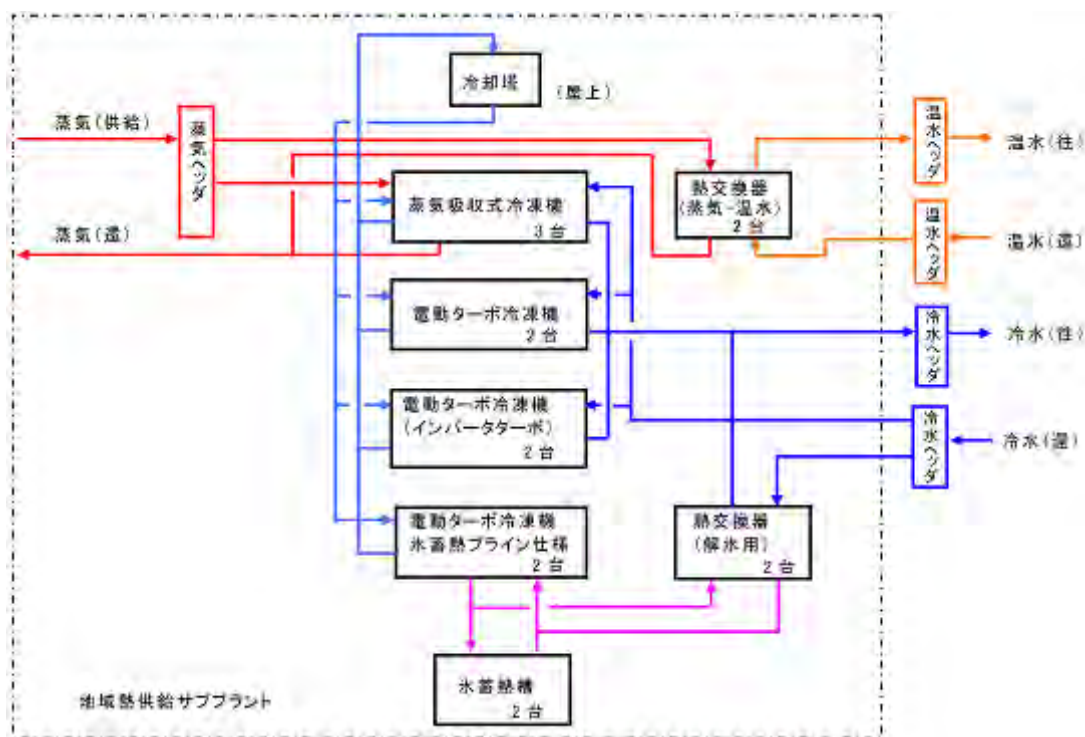 冷却塔
(屋上)
蒸気(供給)
蒸気ヘッダ
蒸気(還)
蒸気吸収式冷凍機
3台
熱交換器
(蒸気-温水)
2台
温水ヘッダ
温水(往)
温水ヘッダ
温水(還)
電動ターボ冷凍機
2台
冷水ヘッダ
冷水(往)
電動ターボ冷凍機
(インバータターボ)
2台
冷水ヘッダ
冷水(還)
電動ターボ冷凍機
氷蓄熱ブライン仕様
2台
熱交換器
(解氷用)
2台
氷蓄熱槽
2台
地域熱供給サブプラント